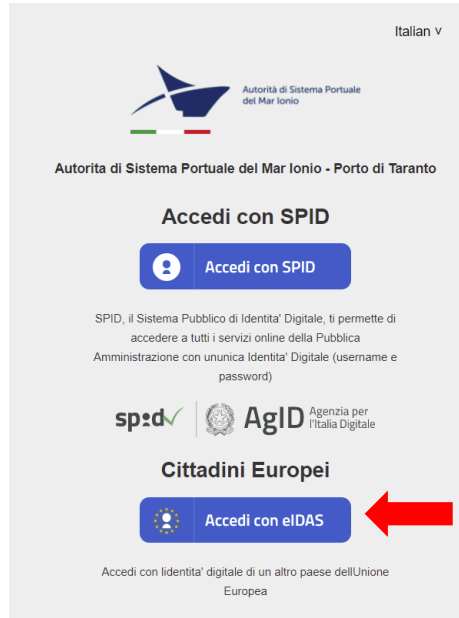 Italian v
Autorità di Sistema Portuale
del Mar Ionio
Autorita di Sistema Portuale del Mar Ionio - Porto di Taranto
Accedi con SPID
Accedi con SPID
SPID, il Sistema Pubblico di Identita' Digitale, ti permette di
accedere a tutti i servizi online della Pubblica
Amministrazione con ununica Identita' Digitale (username e
password)
spid
AgID Agenzia per
l'Italia Digitale
Cittadini Europei
Accedi con eIDAS
Accedi con lidentita' digitale di un altro paese dellUnione
Europea